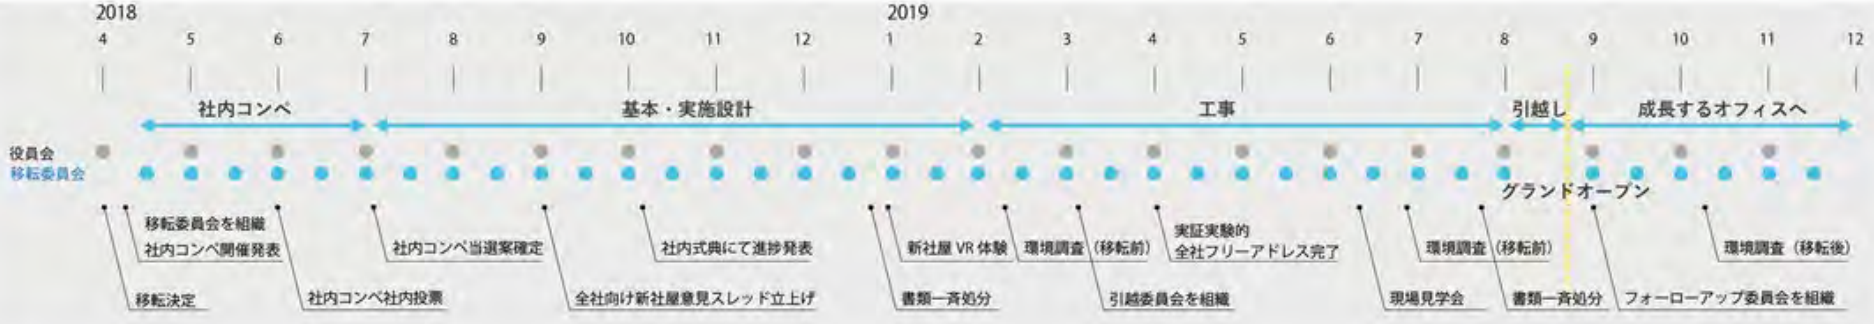 2018 2019
4 5 6 7 8 9 10 11 12 1 2 3 4 5 6 7 8 9 10 11 12
社内コンペ 基本・実施設計 工事 引越し 成長するオフィスへ
役員会
移転委員会
グランドオープン
移転委員会を組織
社内コンペ開催発表
社内コンペ当選案確定
社内式典にて進捗発表
新社屋 VR 体験
環境調査（移転前）
実証実験的
全社フリーアドレス完了
環境調査（移転前）
環境調査（移転後）
移転決定
社内コンペ社内投票
全社向け新社屋意見スレッド立上げ
書類一斉処分
引越委員会を組織
現場見学会
書類一斉処分
フォーローアップ委員会を組織